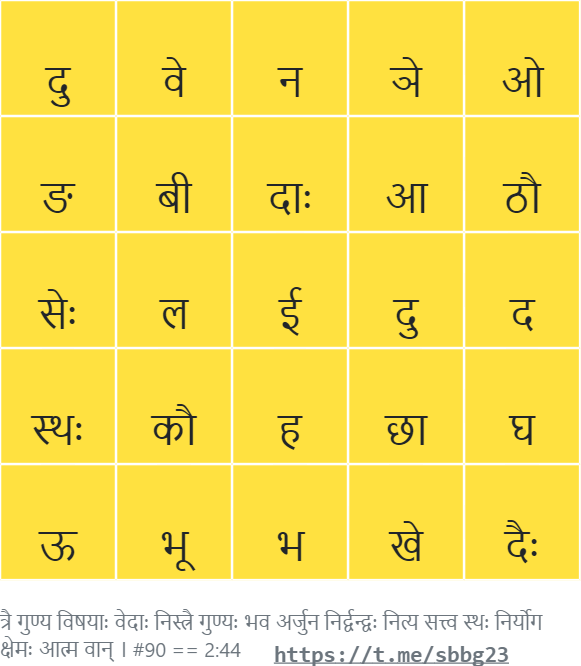 दु वे न ञे ओ
ङ बी दाः आ ठौ
सेः ल ई दु द
स्थः कौ ह छा घ
ऊ भू भ खे दैः
त्रै गुण्य विषयाः वेदाः निस्त्रै गुण्यः भव अर्जुन निर्द्वन्द्वः नित्य सत्त्व स्थः निर्योग
क्षेमः आत्म वान् । #90 == 2:44 https://t.me/sbbg23